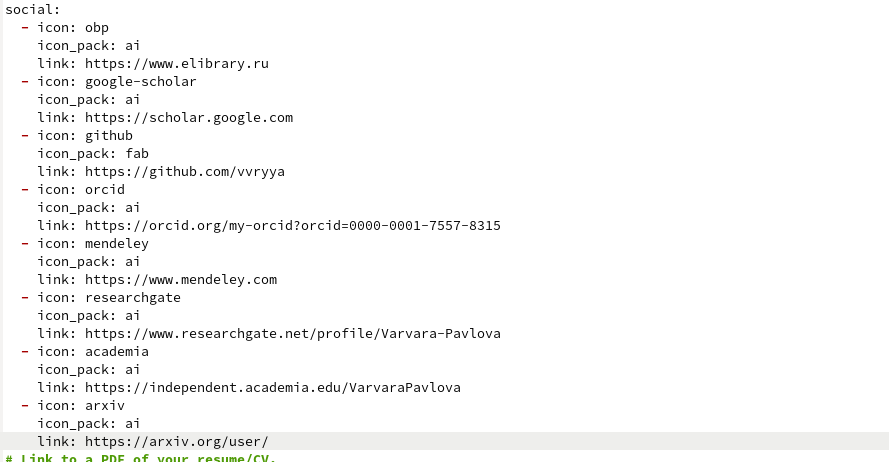 social:
  - icon: obp
    icon_pack: ai
    link: https://www.elibrary.ru
  - icon: google-scholar
    icon_pack: ai
    link: https://scholar.google.com
  - icon: github
    icon_pack: fab
    link: https://github.com/vvryya
  - icon: orcid
    icon_pack: ai
    link: https://orcid.org/my-orcid?orcid=0000-0001-7557-8315
  - icon: mendeley
    icon_pack: ai
    link: https://www.mendeley.com
  - icon: researchgate
    icon_pack: ai
    link: https://www.researchgate.net/profile/Varvara-Pavlova
  - icon: academia
    icon_pack: ai
    link: https://independent.academia.edu/VarvaraPavlova
  - icon: arxiv
    icon_pack: ai
    link: https://arxiv.org/user/
# Link to a PDF of your resume/CV.